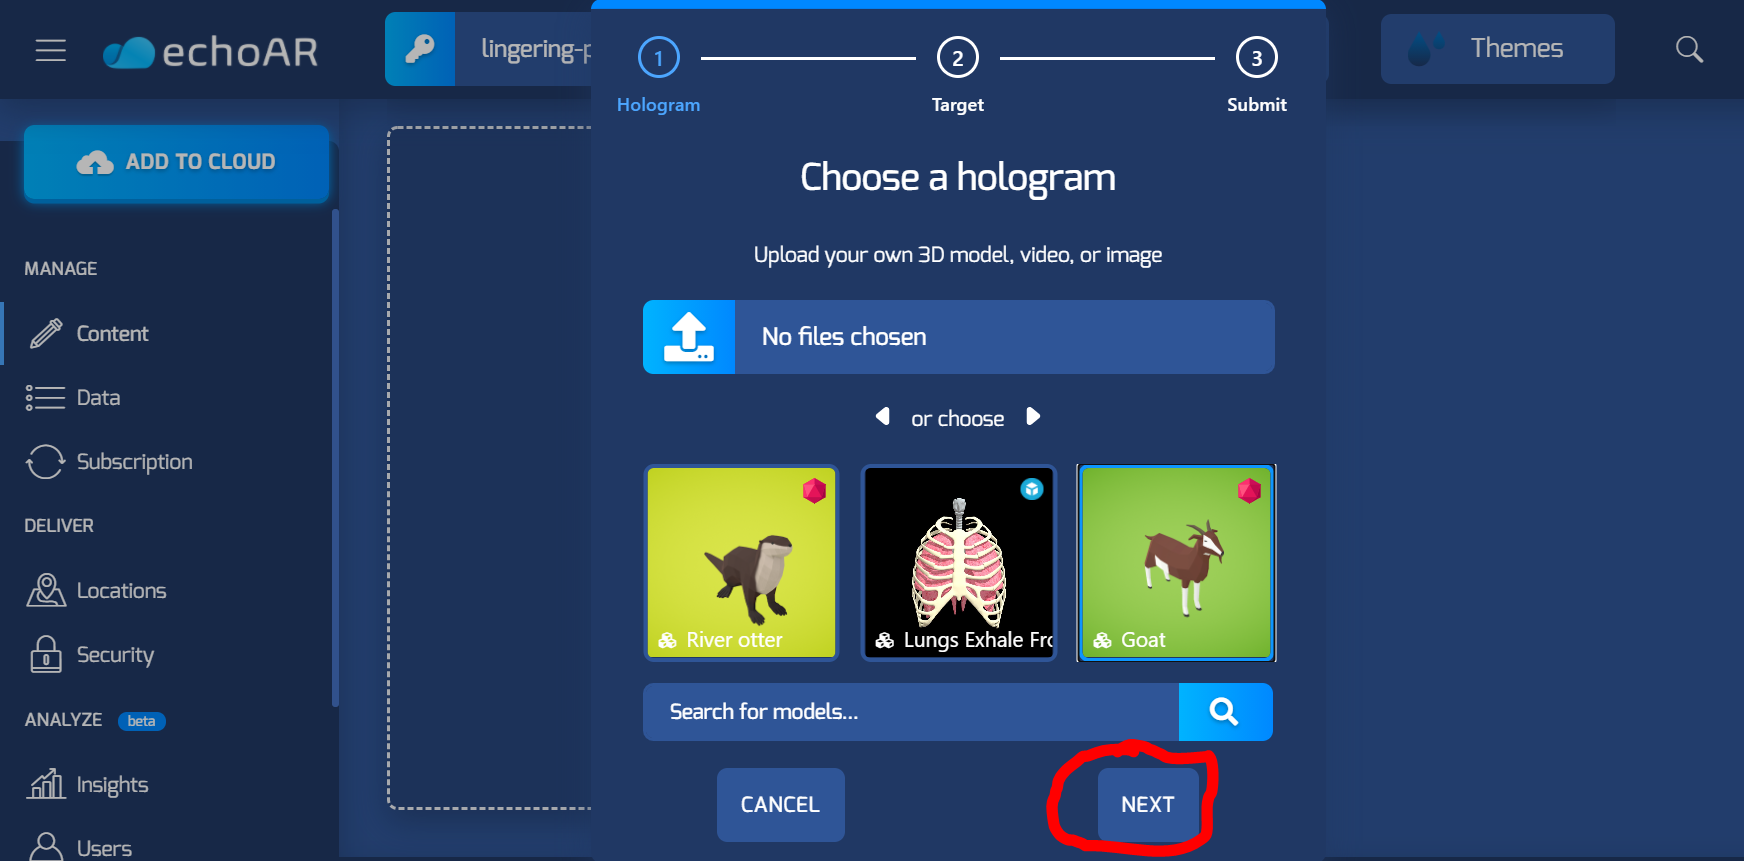 echoAR
lingering-p
Themes
ADD TO CLOUD
MANAGE
Content
Data
Subscription
DELIVER
Locations
Security
ANALYZE beta
Insights
Users
1 2 3
Hologram Target Submit
Choose a hologram
Upload your own 3D model, video, or image
No files chosen
or choose
River otter
Lungs Exhale Fro
Goat
Search for models...
CANCEL NEXT